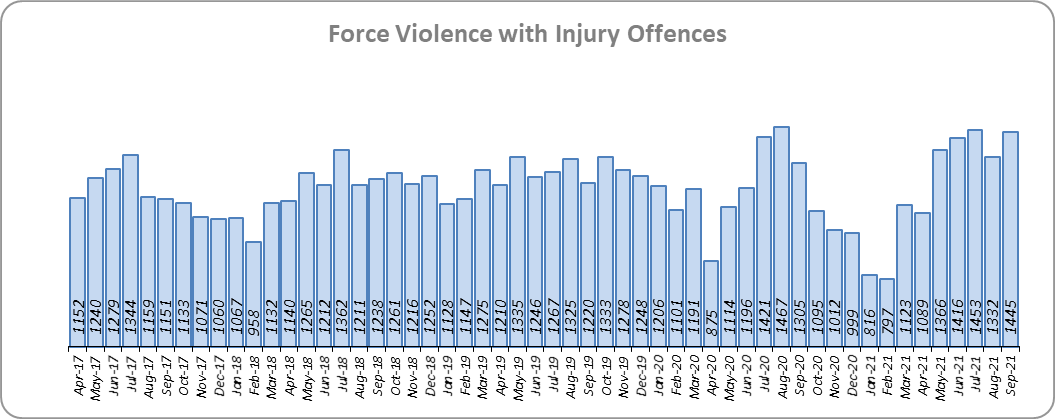 Force Violence with Injury Offences
1152
1240
1279
1344
1159
1151
1133
1071
1060
1067
958
1132
1140
1265
1212
1362
1211
1238
1261
1216
1252
1128
1147
1275
1210
1335
1246
1267
1325
1220
1333
1278
1248
1206
1101
1191
875
1114
1196
1421
1467
1305
1095
1012
999
816
797
1123
1089
1366
1416
1453
1332
1445
Apr-17
May-17
Jun-17
Jul-17
Aug-17
Sep-17
Oct-17
Nov-17
Dec-17
Jan-18
Feb-18
Mar-18
Apr-18
May-18
Jun-18
Jul-18
Aug-18
Sep-18
Oct-18
Nov-18
Dec-18
Jan-19
Feb-19
Mar-19
Apr-19
May-19
Jun-19
Jul-19
Aug-19
Sep-19
Oct-19
Nov-19
Dec-19
Jan-20
Feb-20
Mar-20
Apr-20
May-20
Jun-20
Jul-20
Aug-20
Sep-20
Oct-20
Nov-20
Dec-20
Jan-21
Feb-21
Mar-21
Apr-21
May-21
Jun-21
Jul-21
Aug-21
Sep-21